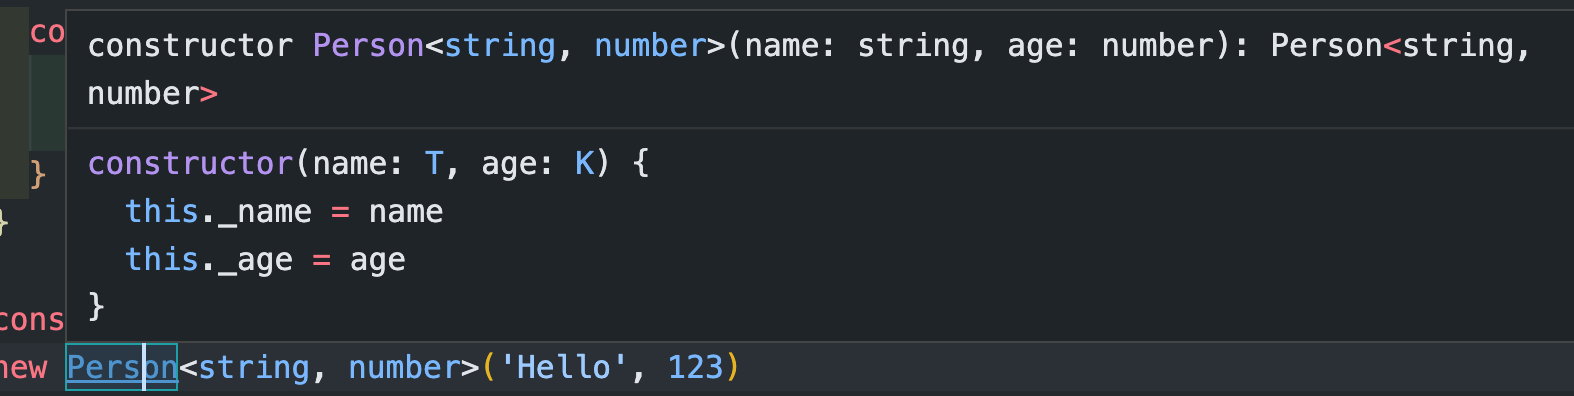 co
constructor Person<string, number>(name: string, age: number): Person<string,
number>
constructor(name: T, age: K) {
}
this._name = name
}
this._age = age
}
cons
new Person<string, number>('Hello', 123)